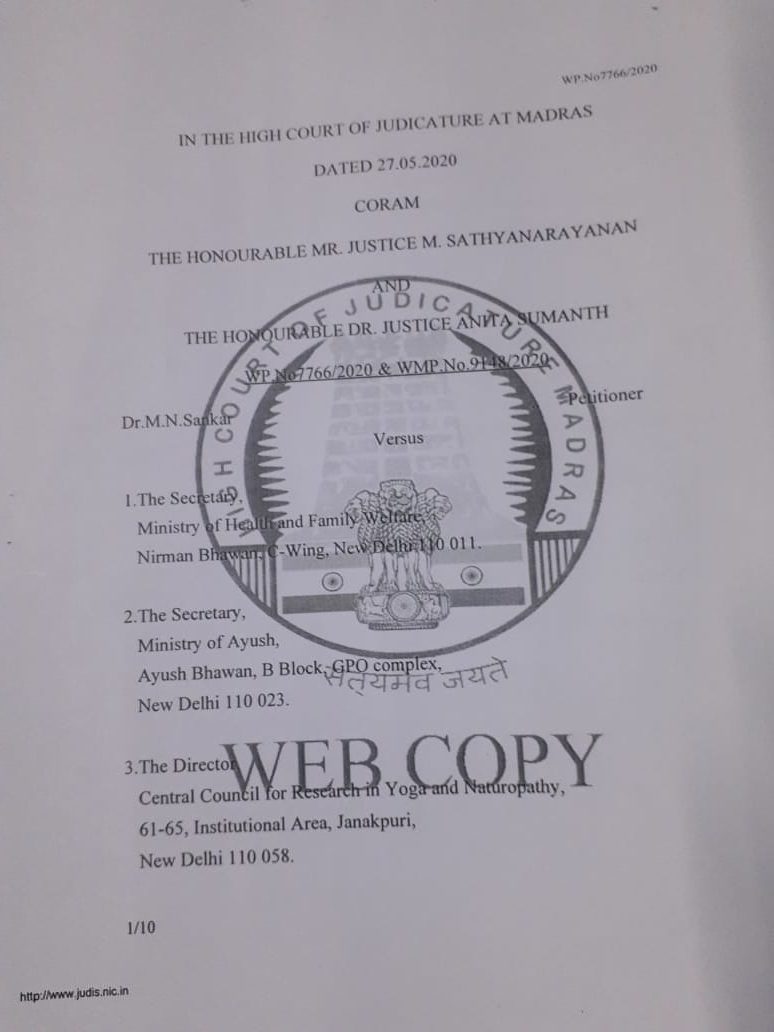 WP.No7766/2020
IN THE HIGH COURT OF JUDICATURE AT MADRAS
DATED 27.05.2020
CORAM
THE HONOURABLE MR. JUSTICE M. SATHYANARAYANAN
AND
THE HONOURABLE DR. JUSTICE ANITA SUMANTH
WP.No7766/2020 & WMP.No.9148/2020
Dr.M.N.Sankar Petitioner
Versus
1.The Secretary,
Ministry of Health and Family Welfare,
Nirman Bhawan, C-Wing, New Delhi 110 011.
2.The Secretary,
Ministry of Ayush,
Ayush Bhawan, B Block, GPO complex,
New Delhi 110 023.
3.The Director
Central Council for Research in Yoga and Naturopathy,
61-65, Institutional Area, Janakpuri,
New Delhi 110 058.
HIGH COURT OF JUDICATURE MADRAS
सत्यमेव जयते
WEB COPY
1/10
http://www.judis.nic.in